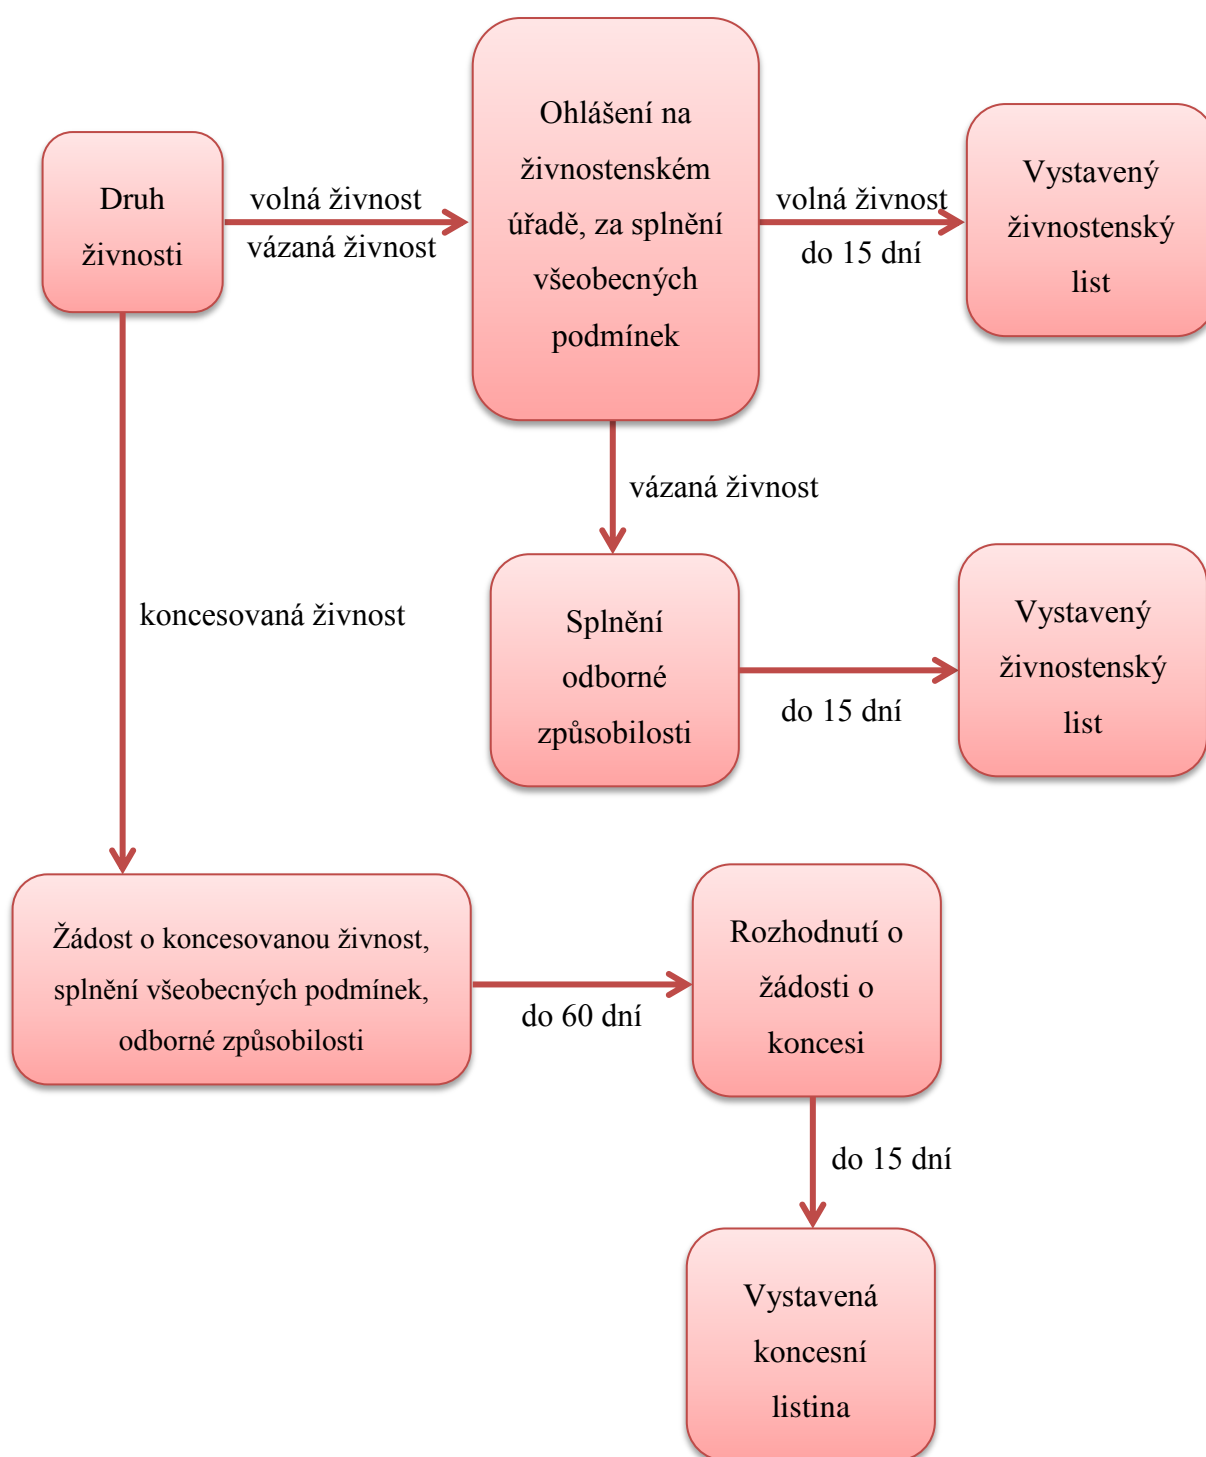 Druh
živnosti
volná živnost
vázaná živnost
Ohlášení na
živnostenském
úřadě, za splnění
všeobecných
podmínek
volná živnost
do 15 dní
Vystavený
živnostenský
list
vázaná živnost
koncesovaná živnost
Splnění
odborné
způsobilosti
do 15 dní
Vystavený
živnostenský
list
Žádost o koncesovanou živnost,
splnění všeobecných podmínek,
odborné způsobilosti
do 60 dní
Rozhodnutí o
žádosti o
koncesi
do 15 dní
Vystavená
koncesní
listina